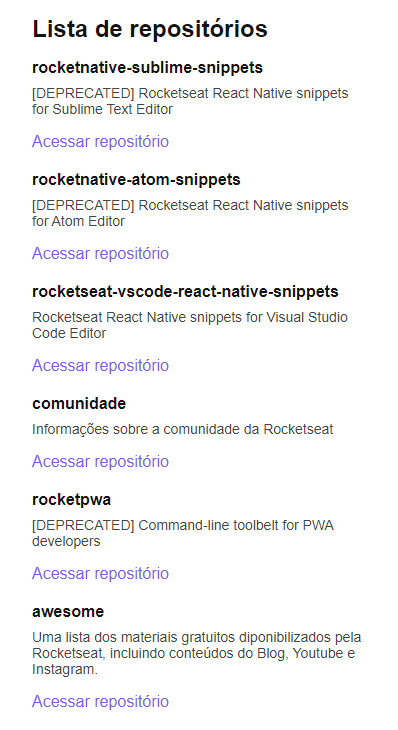 Lista de repositórios
rocketnative-sublime-snippets
[DEPRECATED] Rocketseat React Native snippets
for Sublime Text Editor
Acessar repositório
rocketnative-atom-snippets
[DEPRECATED] Rocketseat React Native snippets
for Atom Editor
Acessar repositório
rocketseat-vscode-react-native-snippets
Rocketseat React Native snippets for Visual Studio
Code Editor
Acessar repositório
comunidade
Informações sobre a comunidade da Rocketseat
Acessar repositório
rocketpwa
[DEPRECATED] Command-line toolbelt for PWA
developers
Acessar repositório
awesome
Uma lista dos materiais gratuitos diponibilizados pela
Rocketseat, incluindo conteúdos do Blog, Youtube e
Instagram.
Acessar repositório